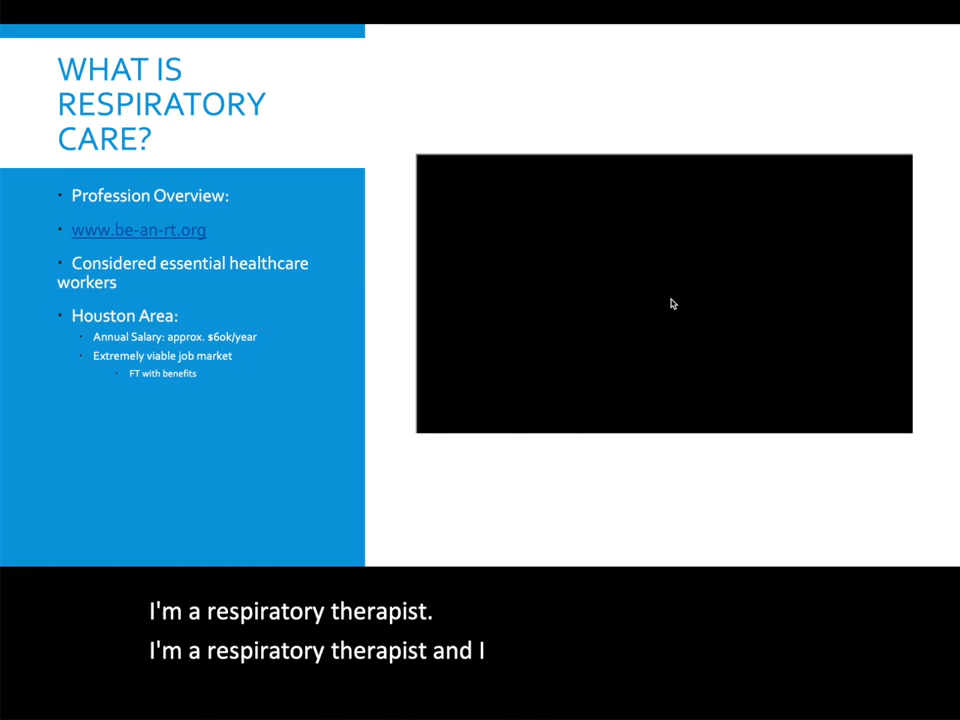 WHAT IS
RESPIRATORY
CARE?
· Profession Overview:
· www.be-an-rt.org
· Considered essential healthcare
workers
· Houston Area:
· Annual Salary: approx. $60k/year
· Extremely viable job market
· FT with benefits
I'm a respiratory therapist.
I'm a respiratory therapist and I